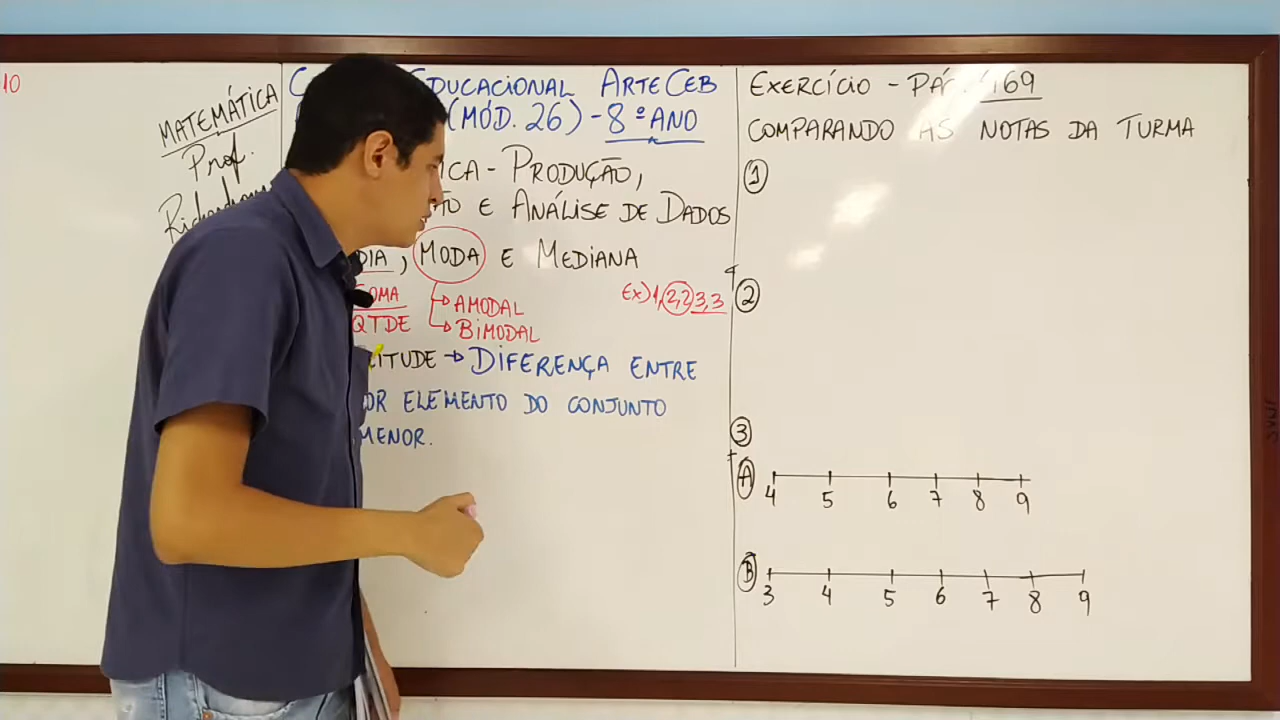 10
MATEMÁTICA
Prof.
EDUCACIONAL ARTECEB
(MÓD. 26) - 8º ANO
ICA - PRODUÇÃO,
TO E ANÁLISE DE DADOS
DIA, MODA E MEDIANA
SOMA
QTDE
AMODAL
BIMODAL
Ex) 1, 2, 2 3, 3
LITUDE → DIFERENÇA ENTRE
OR ELEMENTO DO CONJUNTO
MENOR.
EXERCÍCIO - PÁG. 169
COMPARANDO AS NOTAS DA TURMA
1
2
3
A
4 5 6 7 8 9
B
3 4 5 6 7 8 9